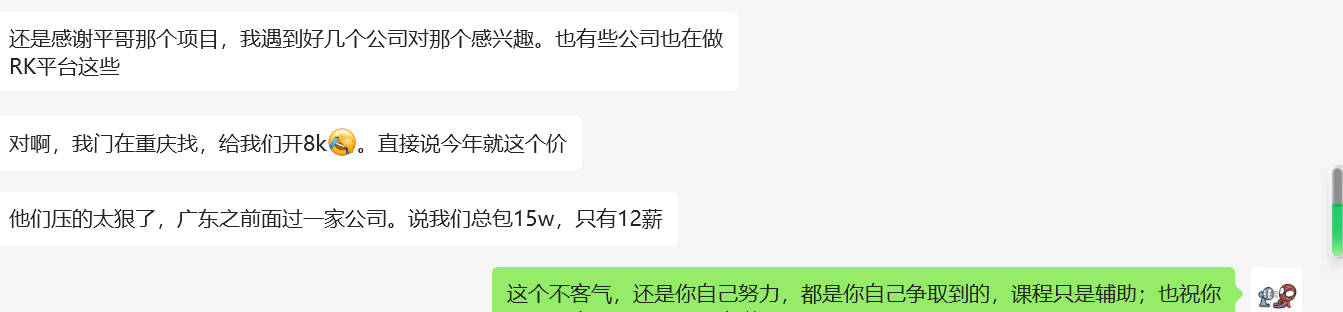 还是感谢平哥那个项目，我遇到好几个公司对那个感兴趣。也有些公司也在做
RK平台这些
对啊，我门在重庆找，给我们开8k😂。直接说今年就这个价
他们压的太狠了，广东之前面过一家公司。说我们总包15w，只有12薪
这个不客气，还是你自己努力，都是你自己争取到的，课程只是辅助；也祝你